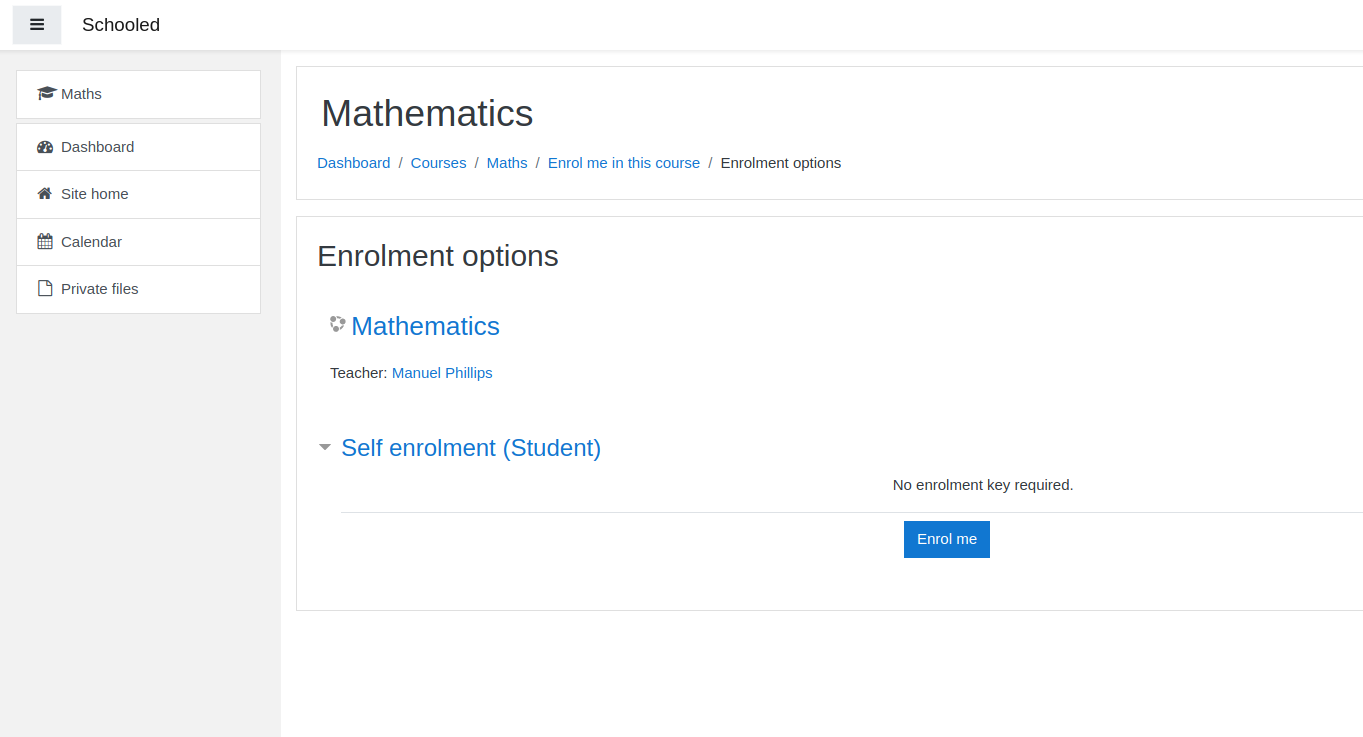 Schooled
Maths
Dashboard
Site home
Calendar
Private files
Mathematics
Dashboard / Courses / Maths / Enrol me in this course / Enrolment options
Enrolment options
Mathematics
Teacher: Manuel Phillips
Self enrolment (Student)
No enrolment key required.
Enrol me